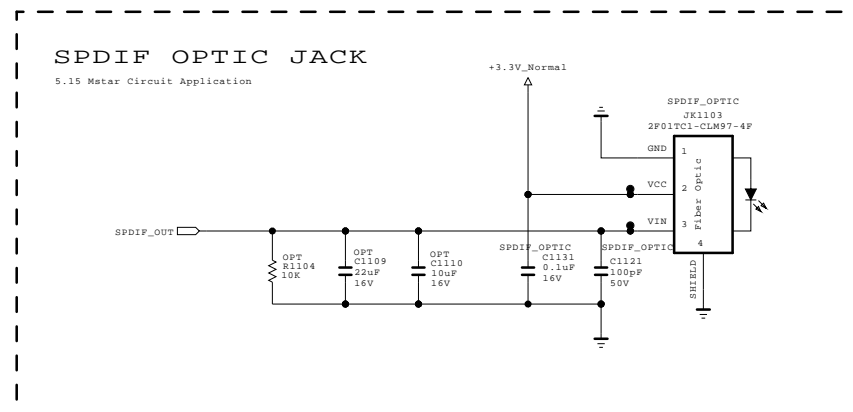 SPDIF OPTIC JACK
5.15 Mstar Circuit Application
+3.3V_Normal
SPDIF_OPTIC
JK1103
2F01TC1-CLM97-4F
GND
1
VCC
2
VIN
3
Fiber Optic
4
SHIELD
SPDIF_OUT
OPT
R1104
10K
OPT
C1109
22uF
16V
OPT
C1110
10uF
16V
SPDIF_OPTIC
C1131
0.1uF
16V
SPDIF_OPTIC
C1121
100pF
50V